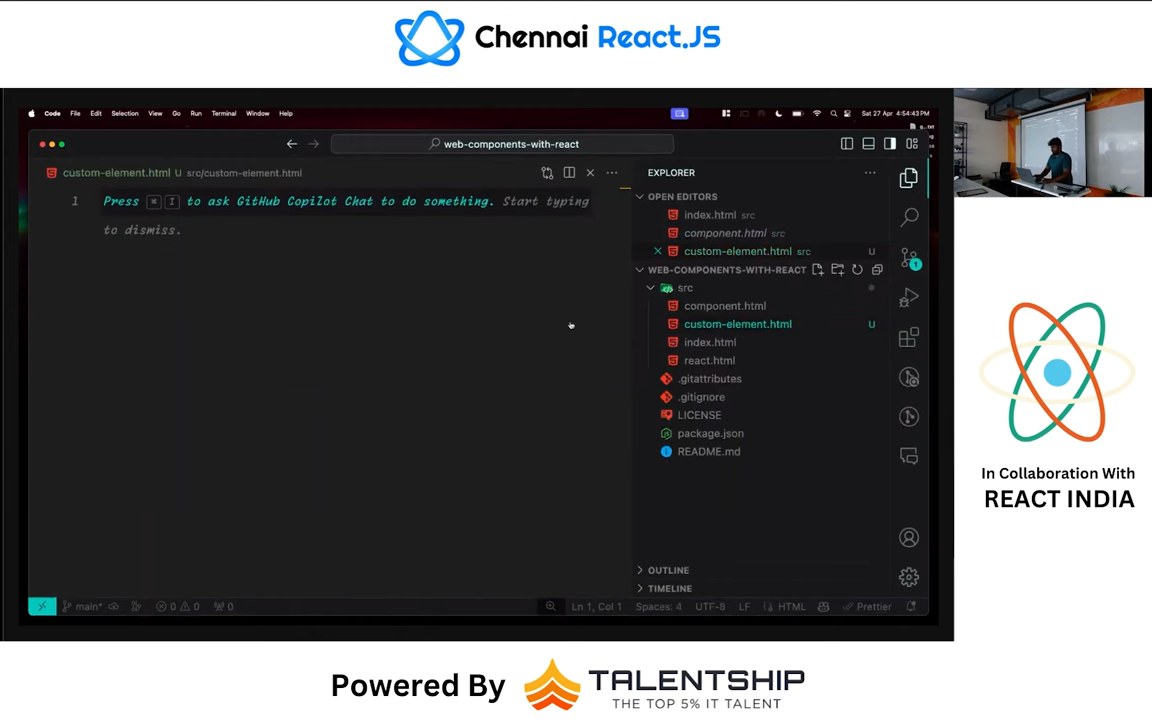 Chennai React.JS
Code File Edit Selection View Go Run Terminal Window Help
Sat 27 Apr 4:54:43 PM
web-components-with-react
custom-element.html U src/custom-element.html
1 Press ⌘ I to ask GitHub Copilot Chat to do something. Start typing
to dismiss.
EXPLORER
OPEN EDITORS
index.html src
component.html src
custom-element.html src U
WEB-COMPONENTS-WITH-REACT
src
component.html
custom-element.html U
index.html
react.html
.gitattributes
.gitignore
LICENSE
package.json
README.md
OUTLINE
TIMELINE
1
main* 0 0 0 Ln 1, Col 1 Spaces: 4 UTF-8 LF HTML Prettier
In Collaboration With
REACT INDIA
Powered By TALENTSHIP
THE TOP 5% IT TALENT